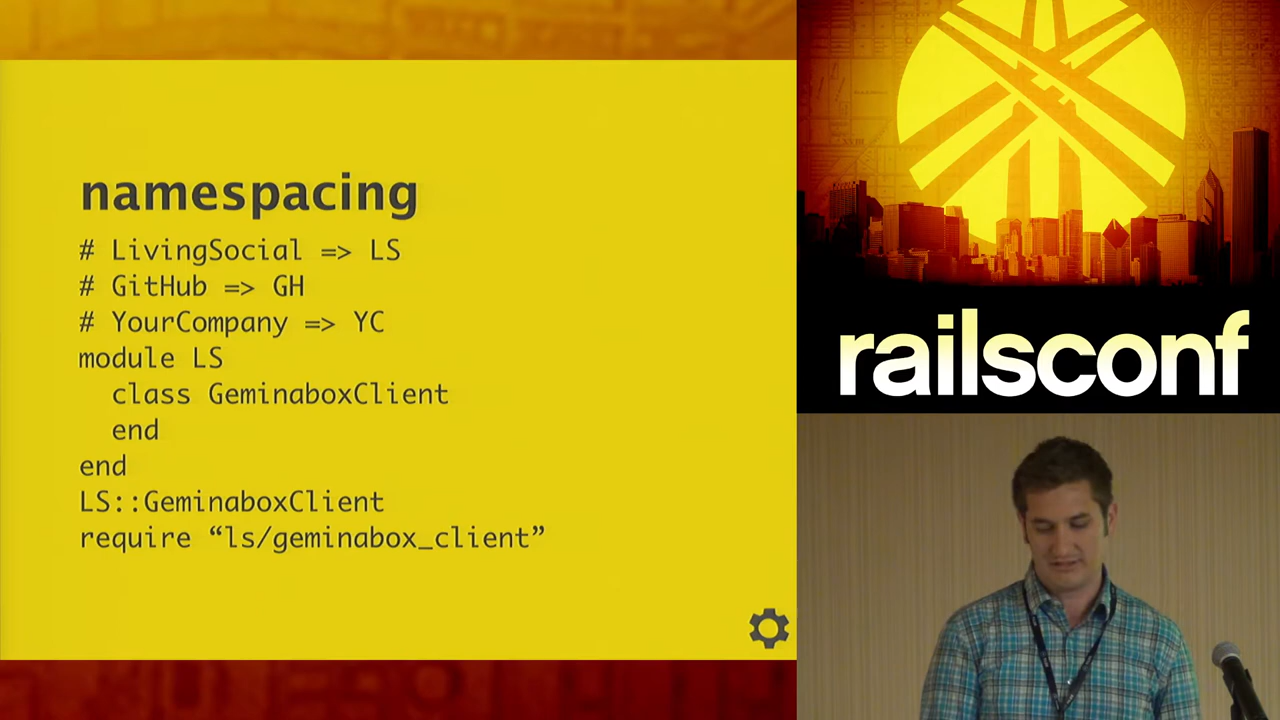 namespacing
# LivingSocial => LS
# GitHub => GH
# YourCompany => YC
module LS
  class GeminaboxClient
  end
end
LS::GeminaboxClient
require “ls/geminabox_client”
railsconf